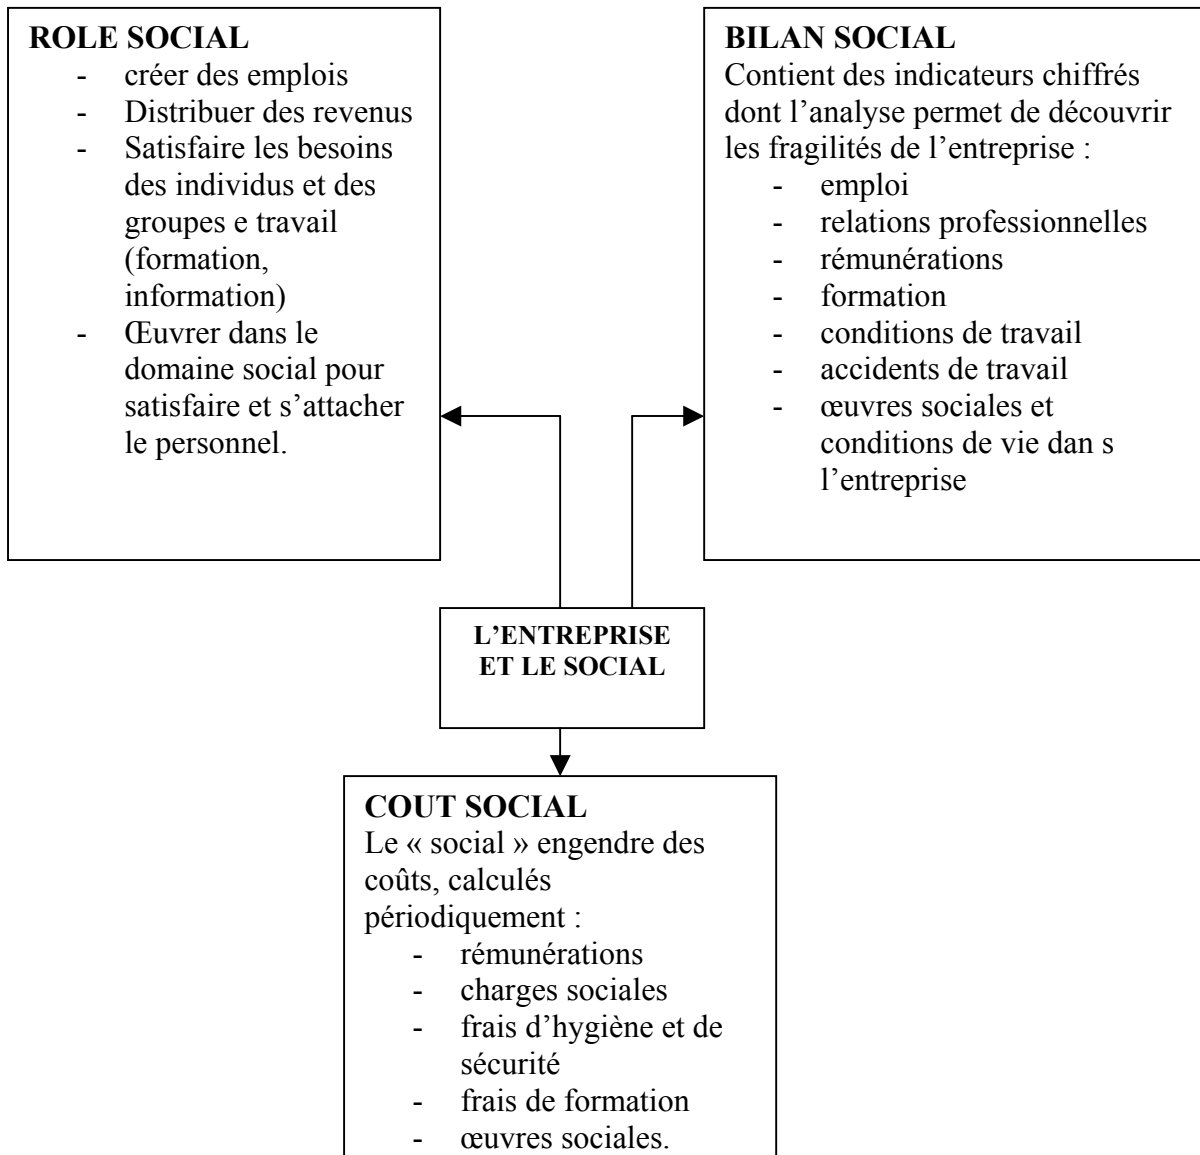 ROLE SOCIAL
- créer des emplois
- Distribuer des revenus
- Satisfaire les besoins
des individus et des
groupes e travail
(formation,
information)
- Œuvrer dans le
domaine social pour
satisfaire et s’attacher
le personnel.
BILAN SOCIAL
Contient des indicateurs chiffrés
dont l’analyse permet de découvrir
les fragilités de l’entreprise :
- emploi
- relations professionnelles
- rémunérations
- formation
- conditions de travail
- accidents de travail
- œuvres sociales et
conditions de vie dan s
l’entreprise
L’ENTREPRISE
ET LE SOCIAL
COUT SOCIAL
Le « social » engendre des
coûts, calculés
périodiquement :
- rémunérations
- charges sociales
- frais d’hygiène et de
sécurité
- frais de formation
- œuvres sociales.